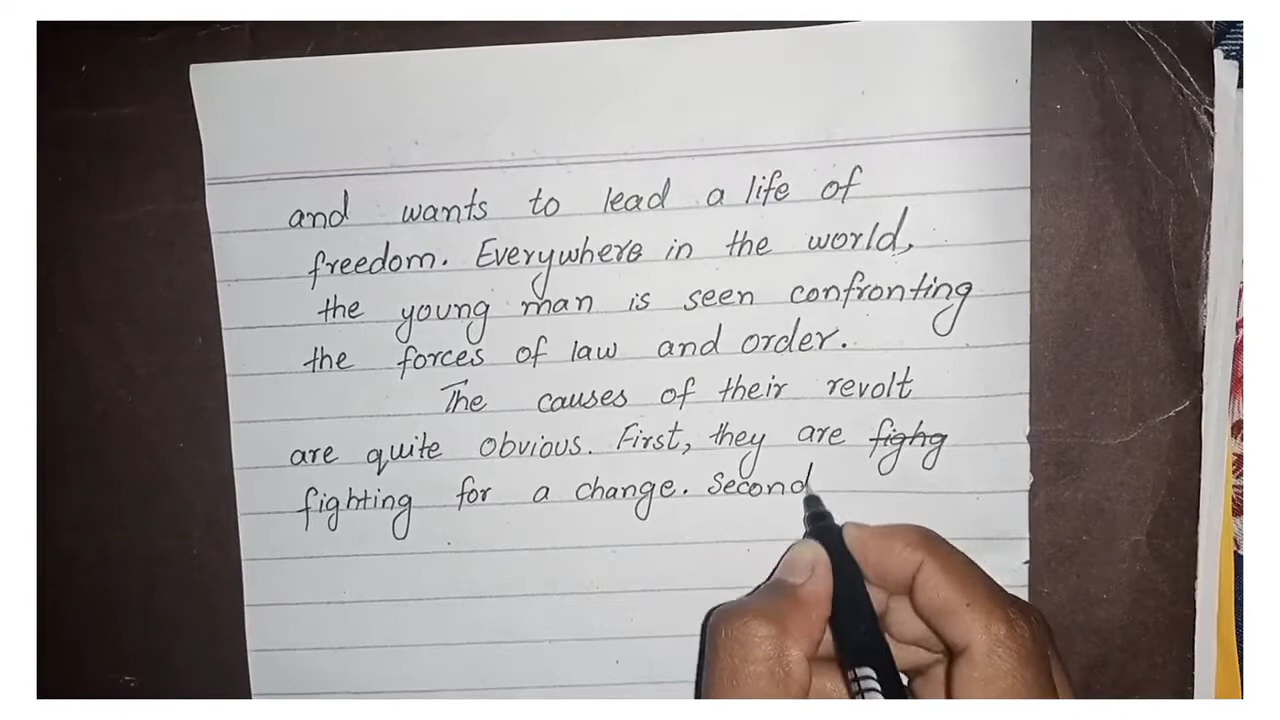 and wants to lead a life of
freedom. Everywhere in the world,
the young man is seen confronting
the forces of law and order.
The causes of their revolt
are quite obvious. First, they are fighg
fighting for a change. Second